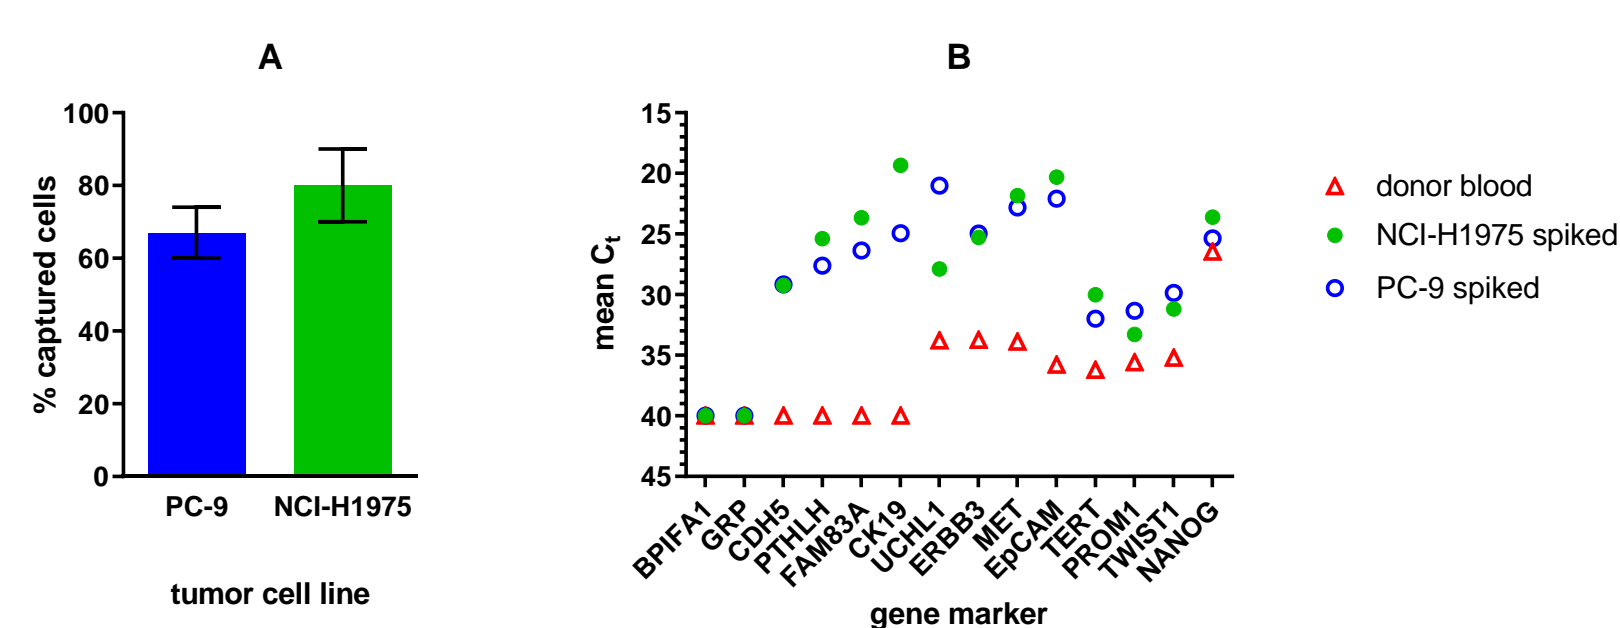 A
100
80
60
40
20
0
% captured cells
PC-9 NCI-H1975
tumor cell line
B
15
20
25
30
35
40
45
mean Ct
BPIFA1
GRP
CDH5
PTHLH
FAM83A
CK19
UCHL1
ERBB3
MET
EpCAM
TERT
PROM1
TWIST1
NANOG
gene marker
donor blood
NCI-H1975 spiked
PC-9 spiked